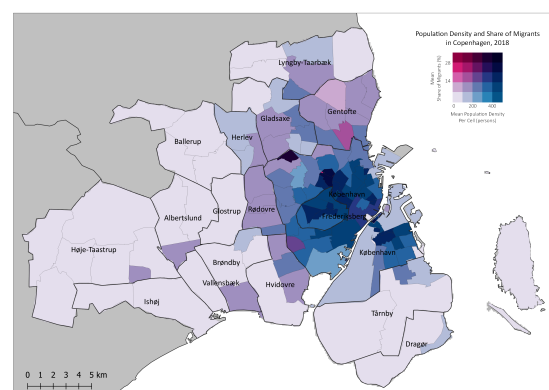 Population Density and Share of Migrants
in Copenhagen, 2018
Mean
Share of Migrants (%)
28
14
0
200
400
Mean Population Density
Per Cell (persons)
Lyngby-Taarbæk
Gentofte
Gladsaxe
Herlev
Ballerup
København
Rødovre
Frederiksberg
Albertslund
Glostrup
Høje-Taastrup
København
Brøndby
Vallensbæk
Hvidovre
Ishøj
Tårnby
Dragør
0 1 2 3 4 5 km